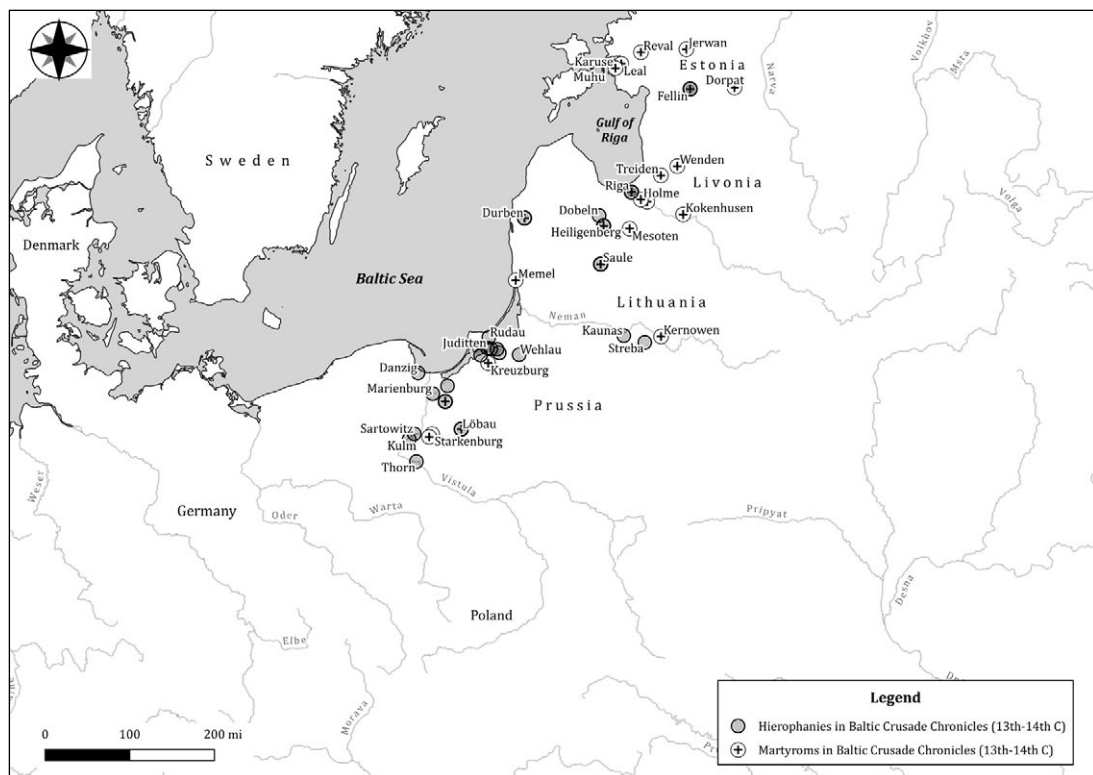 Reval
Jerwan
Karuse
Leal
Muhu
Estonia
Dorpat
Fellin
Narva
Volkhov
Msta
Gulf of
Riga
Sweden
Treiden
Wenden
Livonia
Riga
Holme
Volga
Durben
Dobeln
Kokenhusen
Heiligenberg
Mesoten
Denmark
Saule
Baltic Sea
Memel
Lithuania
Neman
Kaunas
Kernowen
Rudau
Streba
Juditten
Wehlau
Kreuzburg
Danzig
Marienburg
Prussia
Sartowitz
Löbau
Kulm
Starkenburg
Thorn
Weser
Vistula
Germany
Oder
Warta
Pripyat
Desna
Poland
Elbe
Morava
Legend
Hierophanies in Baltic Crusade Chronicles (13th-14th C)
Martyroms in Baltic Crusade Chronicles (13th-14th C)
0 100 200 mi